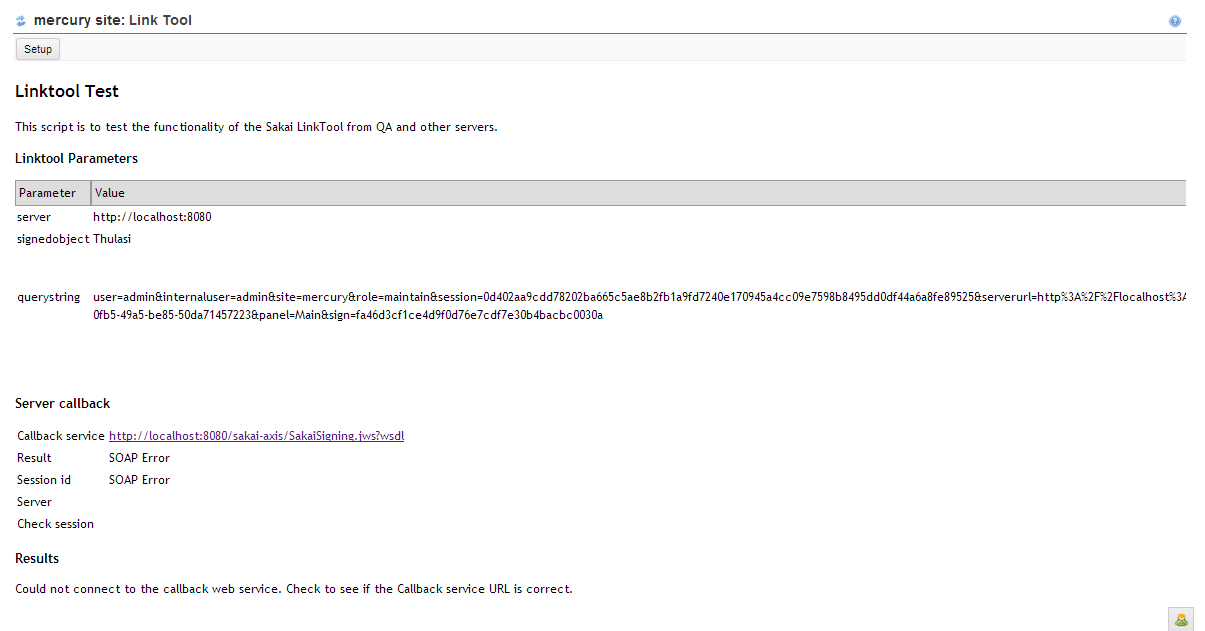 mercury site: Link Tool
Setup
Linktool Test
This script is to test the functionality of the Sakai LinkTool from QA and other servers.
Linktool Parameters
Parameter Value
server http://localhost:8080
signedobject Thulasi
querystring user=admin&internaluser=admin&site=mercury&role=maintain&session=0d402aa9cdd78202ba665c5ae8b2fb1a9fd7240e170945a4cc09e7598b8495dd0df44a6a8fe89525&serverurl=http%3A%2F%2Flocalhost%3A
0fb5-49a5-be85-50da71457223&panel=Main&sign=fa46d3cf1ce4d9f0d76e7cdf7e30b4bacbc0030a
Server callback
Callback service http://localhost:8080/sakai-axis/SakaiSigning.jws?wsdl
Result SOAP Error
Session id SOAP Error
Server
Check session
Results
Could not connect to the callback web service. Check to see if the Callback service URL is correct.